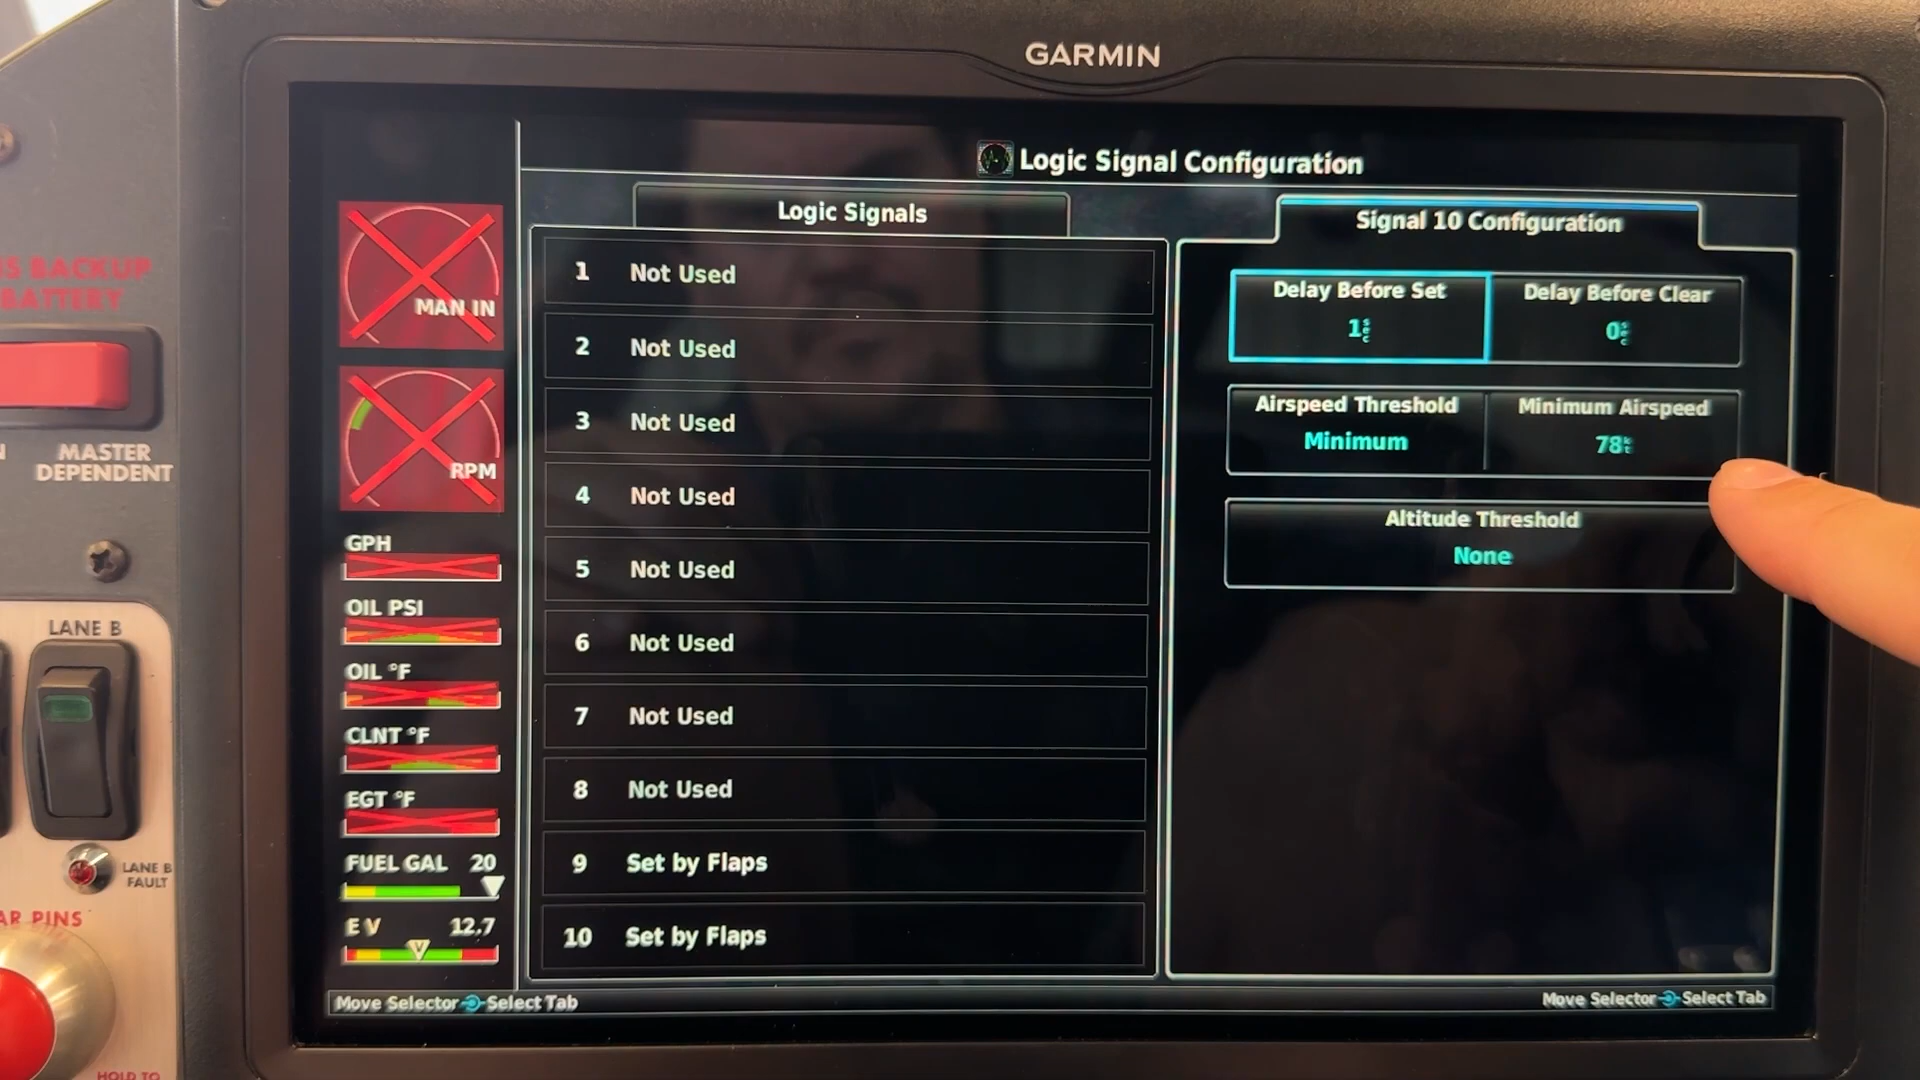 GARMIN
Logic Signal Configuration
Logic Signals
1 Not Used
2 Not Used
3 Not Used
4 Not Used
5 Not Used
6 Not Used
7 Not Used
8 Not Used
9 Set by Flaps
10 Set by Flaps
Signal 10 Configuration
Delay Before Set
1sec
Delay Before Clear
0sec
Airspeed Threshold
Minimum
Minimum Airspeed
78kt
Altitude Threshold
None
MAN IN
RPM
GPH
OIL PSI
OIL °F
CLNT °F
EGT °F
FUEL GAL 20
E V 12.7
V
Move Selector Select Tab
Move Selector Select Tab
BACKUP
BATTERY
MASTER
DEPENDENT
LANE B
LANE B
FAULT
PINS
HOLD TO